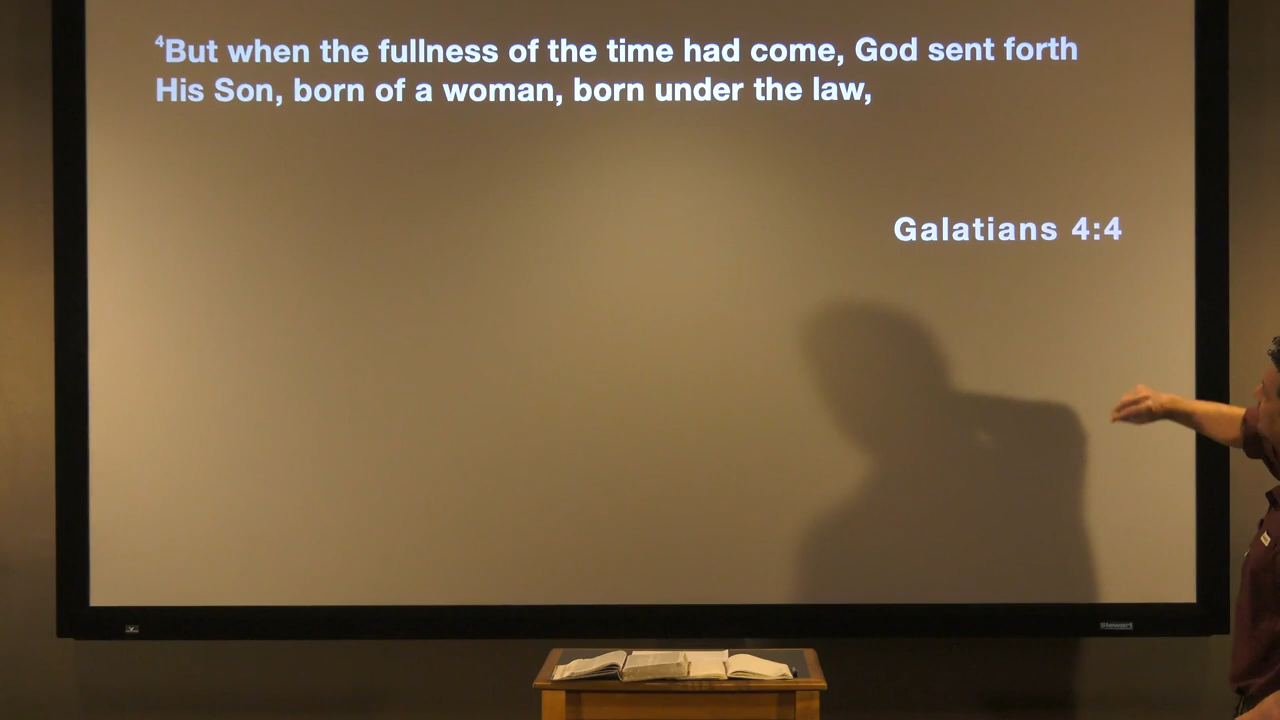 4But when the fullness of the time had come, God sent forth
His Son, born of a woman, born under the law,
Galatians 4:4
Stewart